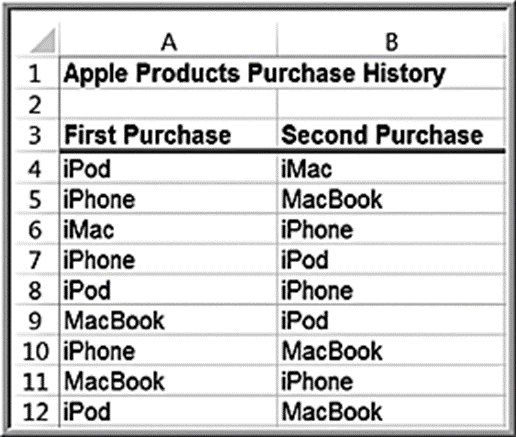 A B
1 Apple Products Purchase History
2
3 First Purchase Second Purchase
4 iPod iMac
5 iPhone MacBook
6 iMac iPhone
7 iPhone iPod
8 iPod iPhone
9 MacBook iPod
10 iPhone MacBook
11 MacBook iPhone
12 iPod MacBook